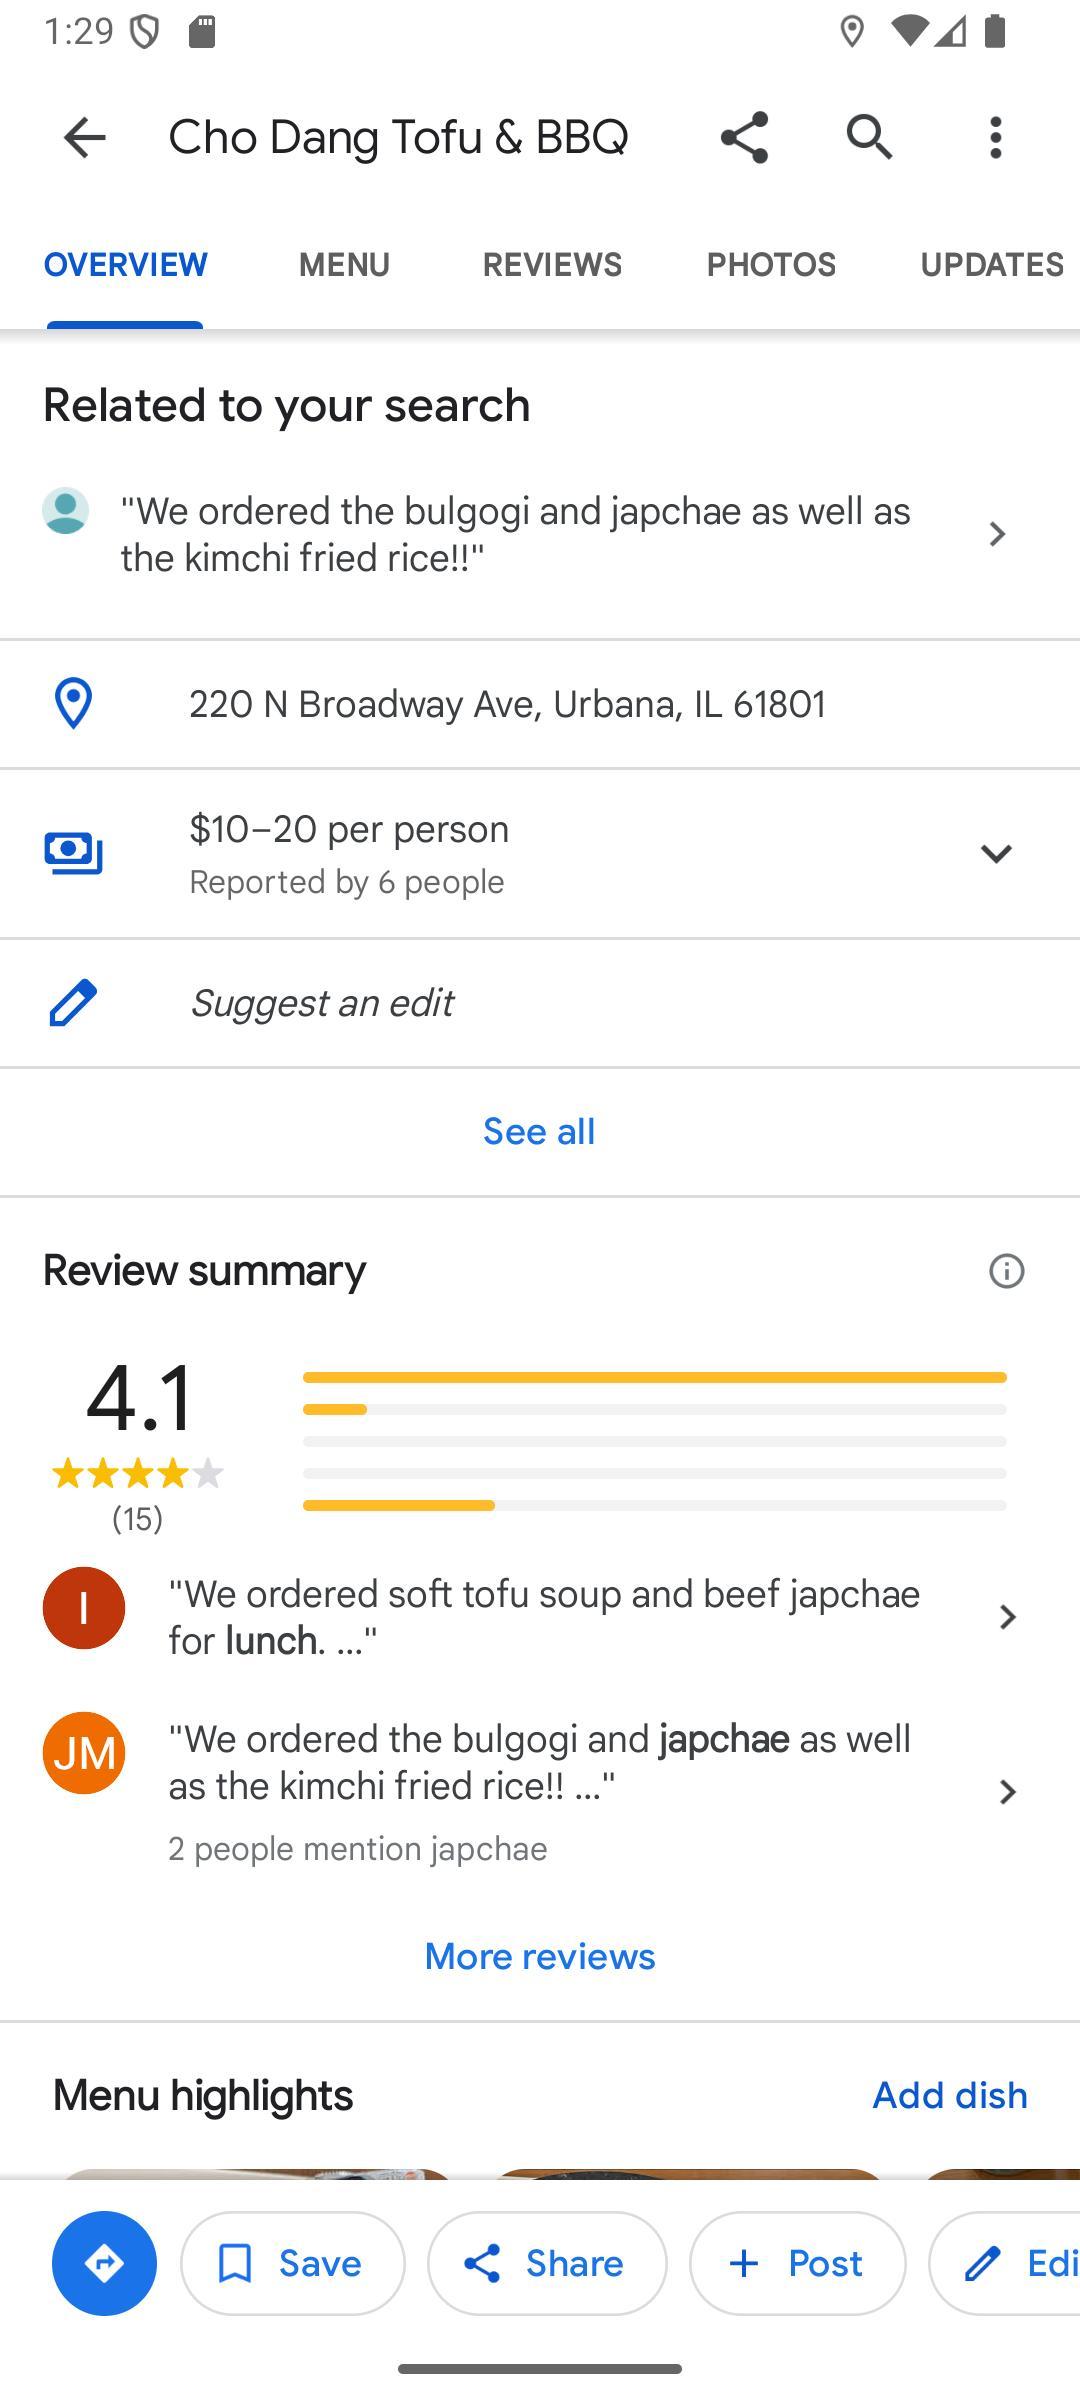 1:29
Cho Dang Tofu & BBQ
OVERVIEW MENU REVIEWS PHOTOS UPDATES
Related to your search
"We ordered the bulgogi and japchae as well as
the kimchi fried rice!!"
220 N Broadway Ave, Urbana, IL 61801
$10–20 per person
Reported by 6 people
Suggest an edit
See all
Review summary
4.1
(15)
I
"We ordered soft tofu soup and beef japchae
for lunch. ..."
JM
"We ordered the bulgogi and japchae as well
as the kimchi fried rice!! ..."
2 people mention japchae
More reviews
Menu highlights Add dish
Save Share Post Edi